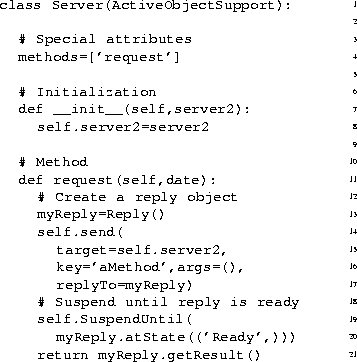 class Server(ActiveObjectSupport): 1
2
# Special attributes 3
methods=['request'] 4
5
# Initialization 6
def __init__(self,server2): 7
self.server2=server2 8
9
# Method 10
def request(self,date): 11
# Create a reply object 12
myReply=Reply() 13
self.send( 14
target=self.server2, 15
key='aMethod',args=(), 16
replyTo=myReply) 17
# Suspend until reply is ready 18
self.SuspendUntil( 19
myReply.atState(('Ready',))) 20
return myReply.getResult() 21